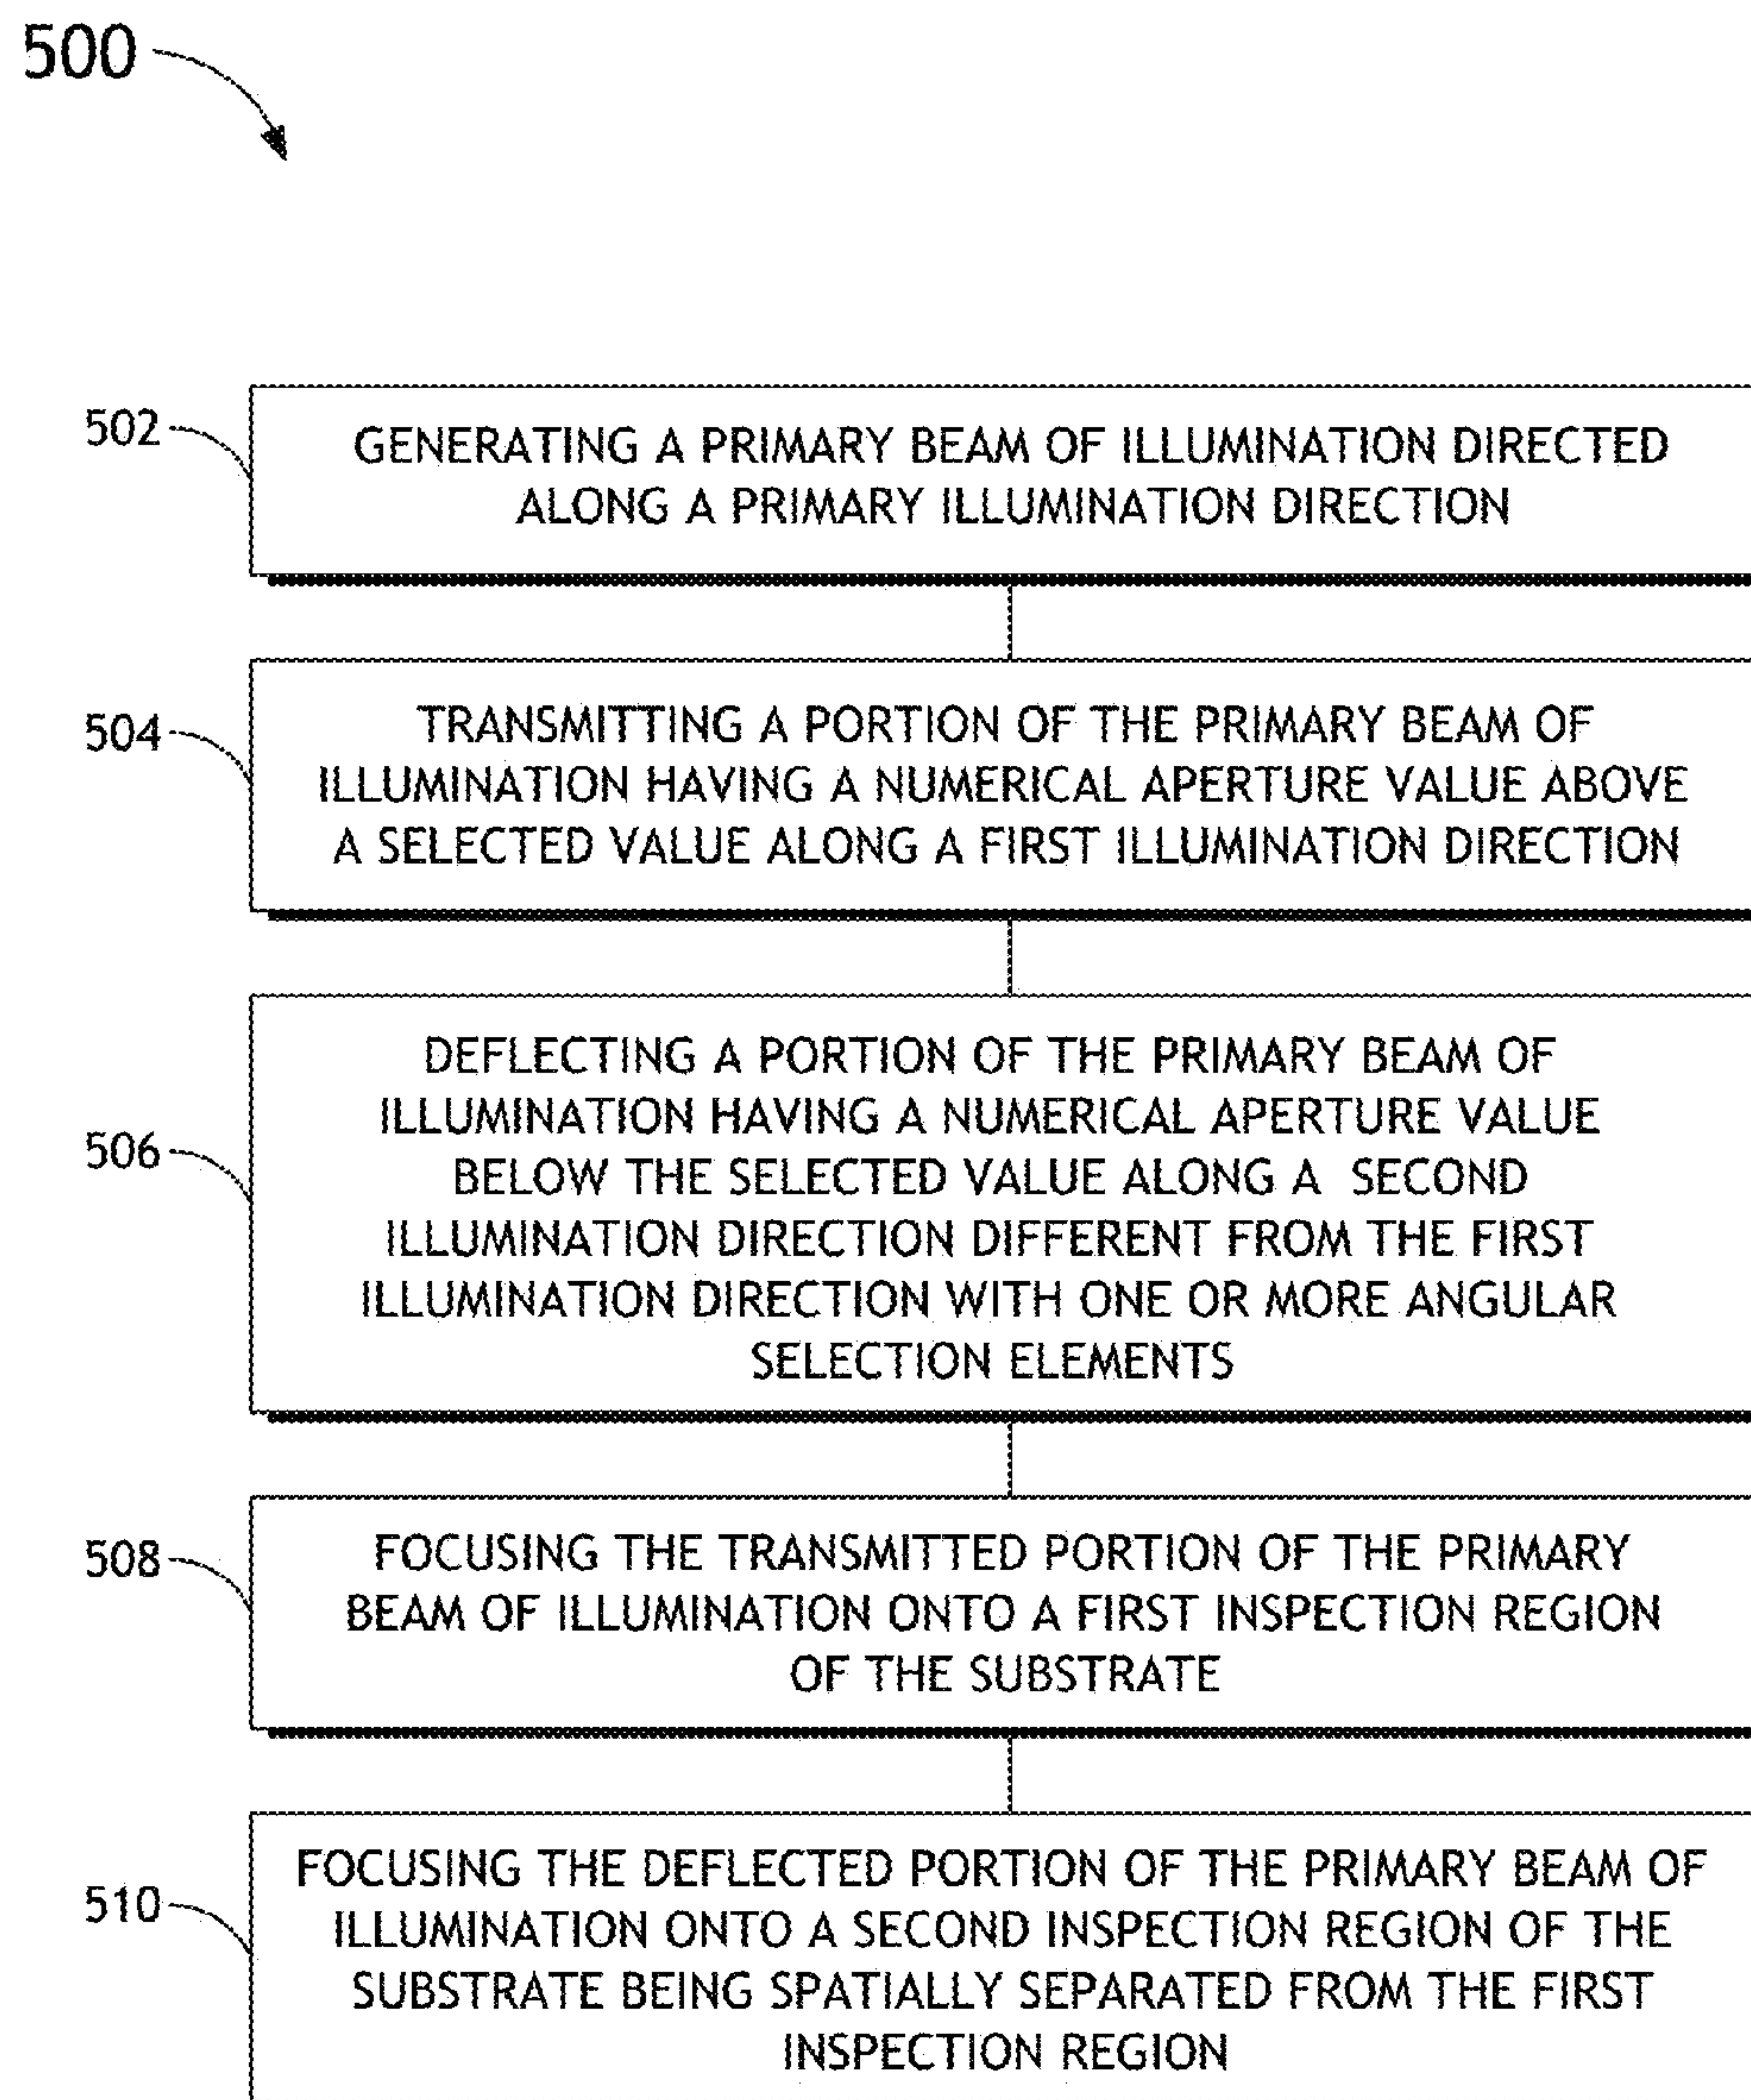 500
502
GENERATING A PRIMARY BEAM OF ILLUMINATION DIRECTED
ALONG A PRIMARY ILLUMINATION DIRECTION
504
TRANSMITTING A PORTION OF THE PRIMARY BEAM OF
ILLUMINATION HAVING A NUMERICAL APERTURE VALUE ABOVE
A SELECTED VALUE ALONG A FIRST ILLUMINATION DIRECTION
506
DEFLECTING A PORTION OF THE PRIMARY BEAM OF
ILLUMINATION HAVING A NUMERICAL APERTURE VALUE
BELOW THE SELECTED VALUE ALONG A SECOND
ILLUMINATION DIRECTION DIFFERENT FROM THE FIRST
ILLUMINATION DIRECTION WITH ONE OR MORE ANGULAR
SELECTION ELEMENTS
508
FOCUSING THE TRANSMITTED PORTION OF THE PRIMARY
BEAM OF ILLUMINATION ONTO A FIRST INSPECTION REGION
OF THE SUBSTRATE
510
FOCUSING THE DEFLECTED PORTION OF THE PRIMARY BEAM OF
ILLUMINATION ONTO A SECOND INSPECTION REGION OF THE
SUBSTRATE BEING SPATIALLY SEPARATED FROM THE FIRST
INSPECTION REGION